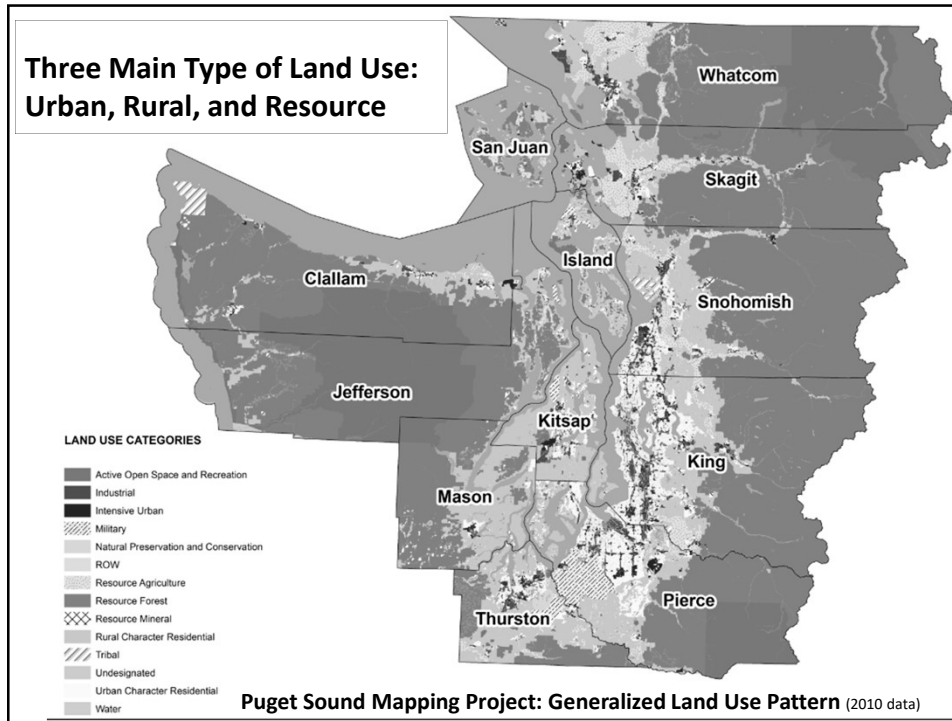 Three Main Type of Land Use:
Urban, Rural, and Resource
Whatcom
San Juan
Skagit
Island
Clallam
Snohomish
Jefferson
Kitsap
King
Mason
Pierce
Thurston
LAND USE CATEGORIES
Active Open Space and Recreation
Industrial
Intensive Urban
Military
Natural Preservation and Conservation
ROW
Resource Agriculture
Resource Forest
Resource Mineral
Rural Character Residential
Tribal
Undesignated
Urban Character Residential
Water
Puget Sound Mapping Project: Generalized Land Use Pattern (2010 data)